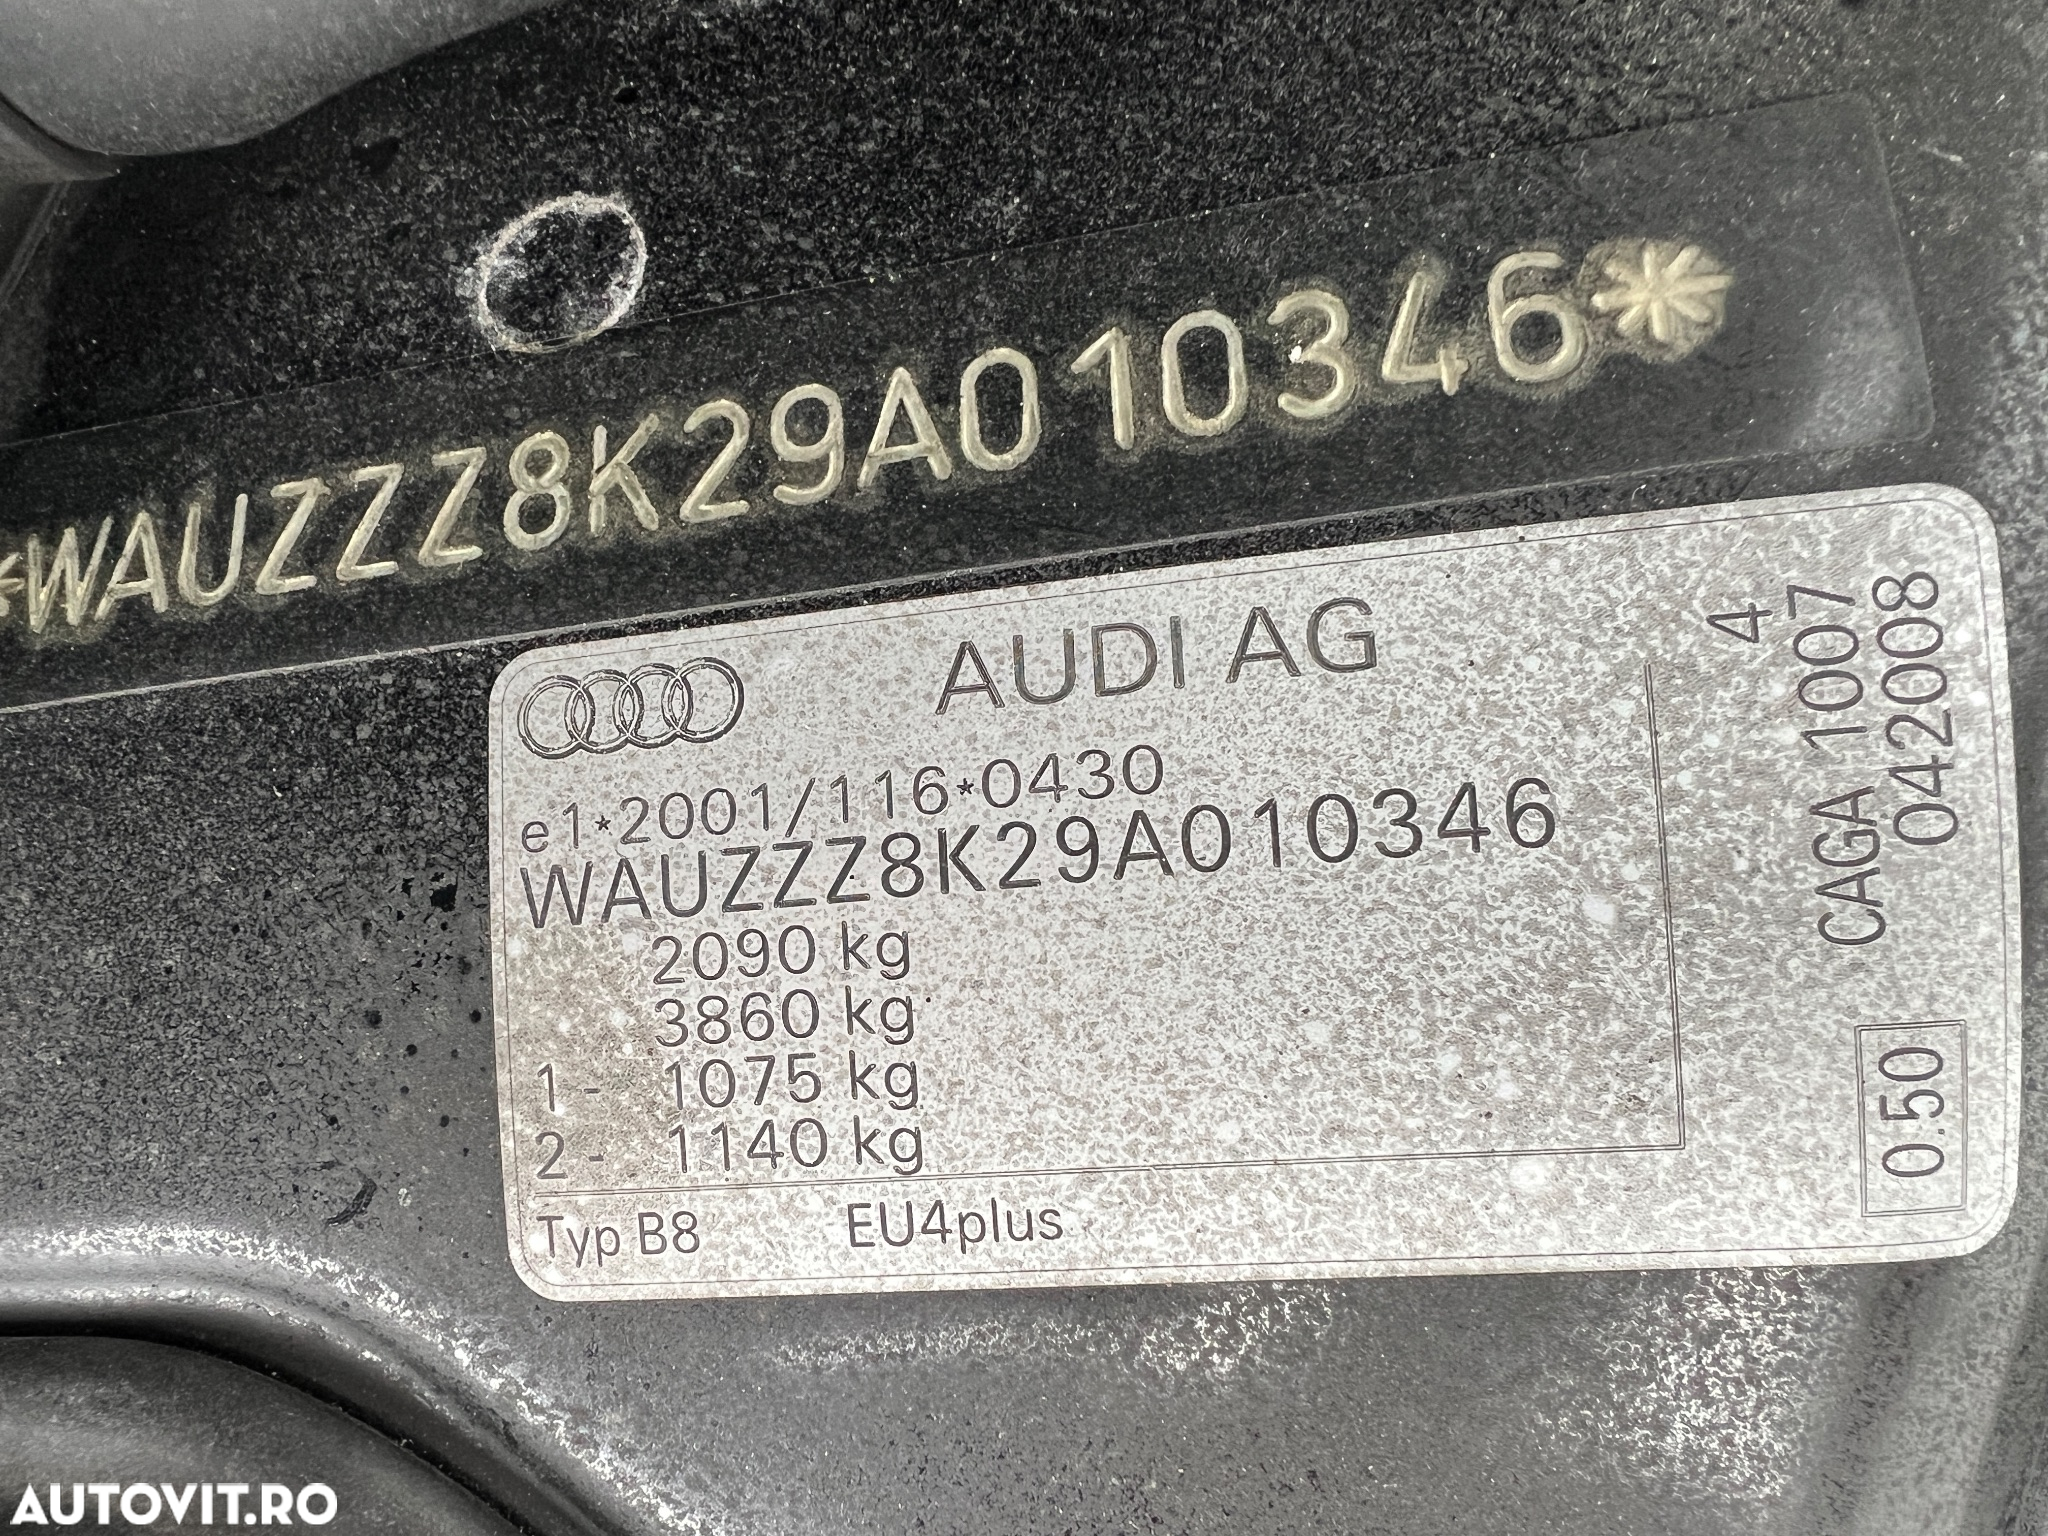 *WAUZZZ8K29A010346*
AUDI AG
e1*2001/116*0430
WAUZZZ8K29A010346
2090 kg
3860 kg
1- 1075 kg
2- 1140 kg
Typ B8 EU4plus
4
CAGA 1007
042008
0.50
AUTOVIT.RO